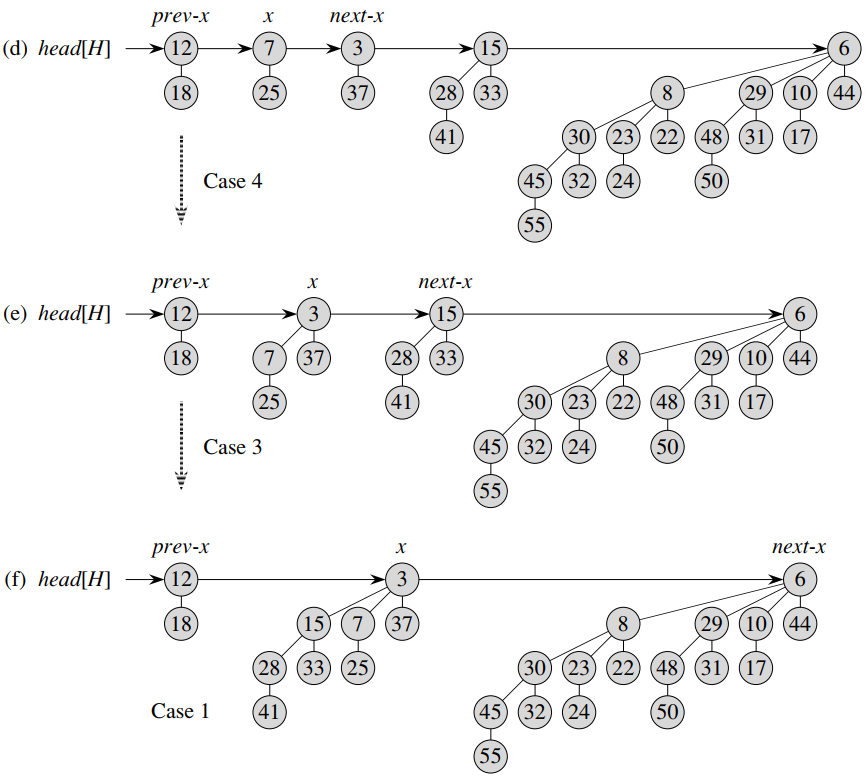 prev-x x next-x
(d) head[H] 12 7 3 15 6
18 25 37 28 33 8 29 10 44
41 30 23 22 48 31 17
Case 4 45 32 24 50
55
prev-x x next-x
(e) head[H] 12 3 15 6
18 7 37 28 33 8 29 10 44
25 41 30 23 22 48 31 17
Case 3 45 32 24 50
55
prev-x x next-x
(f) head[H] 12 3 6
18 15 7 37 8 29 10 44
28 33 25 30 23 22 48 31 17
Case 1 41 45 32 24 50
55